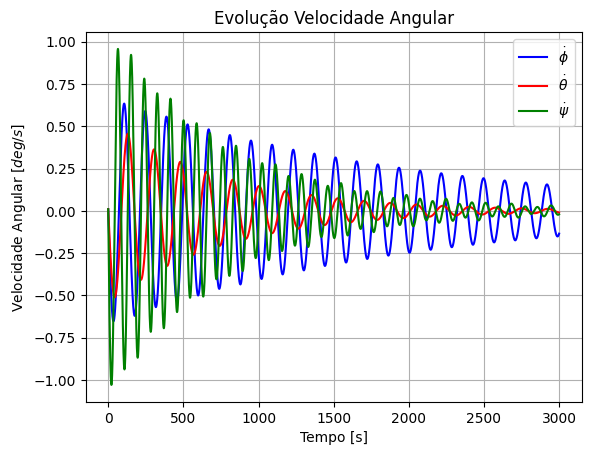 Evolução Velocidade Angular
Velocidade Angular [deg/s]
1.00
0.75
0.50
0.25
0.00
−0.25
−0.50
−0.75
−1.00
ϕ̇
θ̇
ψ̇
0 500 1000 1500 2000 2500 3000
Tempo [s]